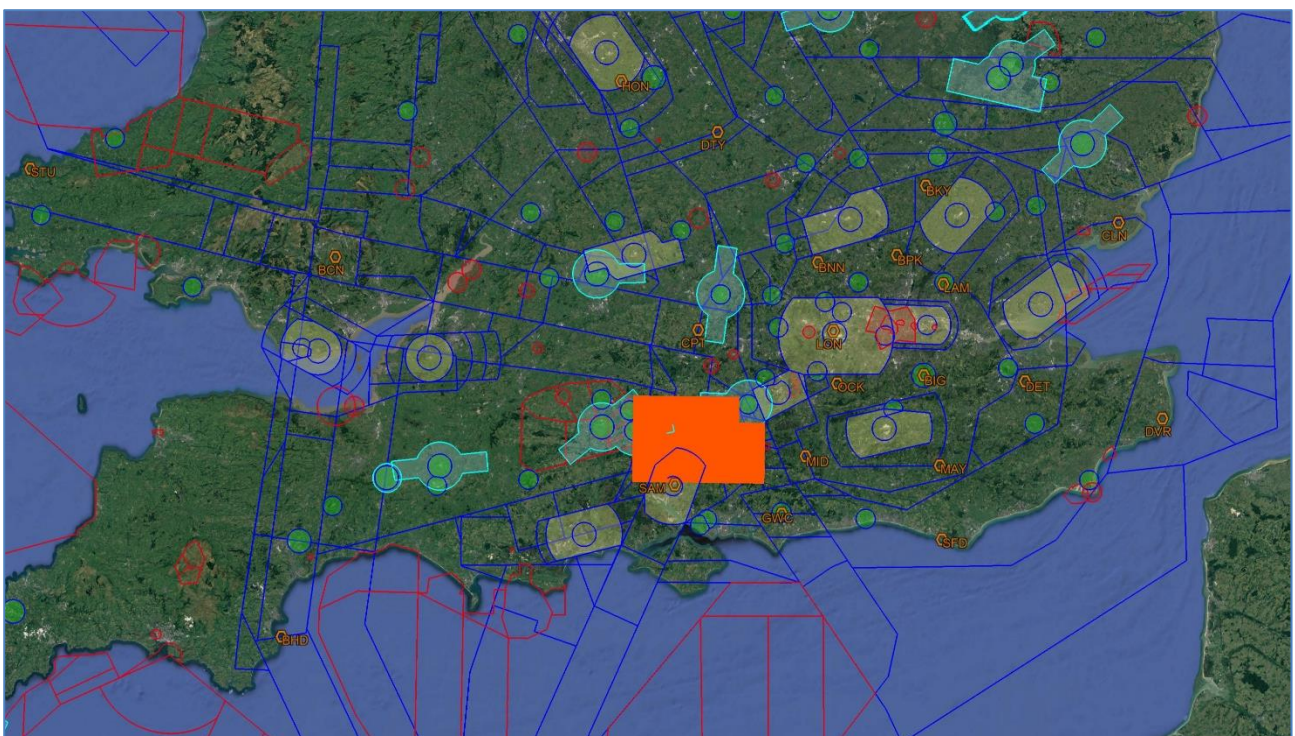 HON
DTY
STU
BKY
CLN
BCN
BNN
BPK
LAM
CPT
LON
OCK
BIG
DET
DVR
MID
MAY
SAM
GWC
SFD
BHD